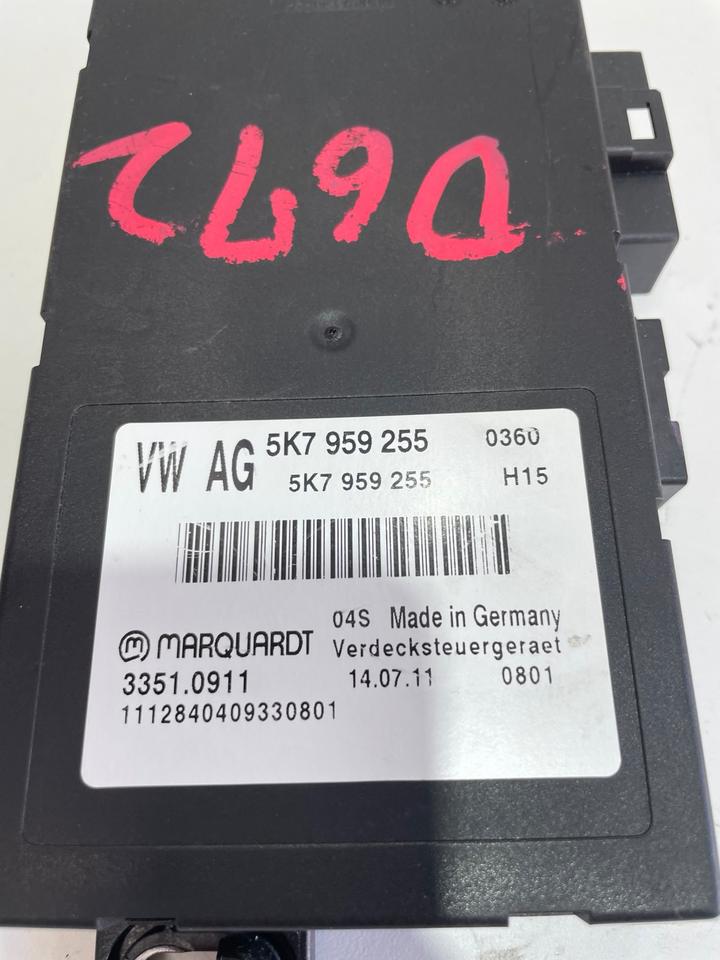 D972
VW AG 5K7 959 255 0360
5K7 959 255 H15
04S Made in Germany
MARQUARDT Verdecksteuergeraet
3351.0911 14.07.11 0801
1112840409330801